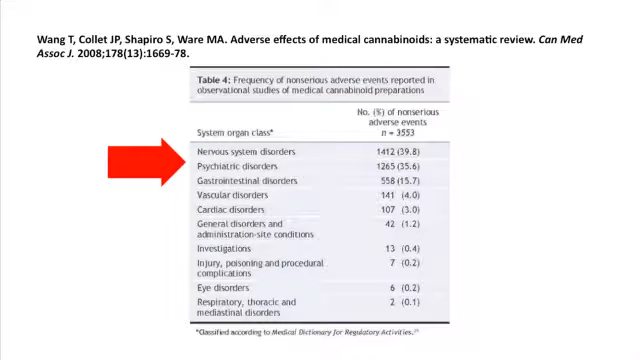 Wang T, Collet JP, Shapiro S, Ware MA. Adverse effects of medical cannabinoids: a systematic review. Can Med
Assoc J. 2008;178(13):1669-78.
Table 4: Frequency of nonserious adverse events reported in
observational studies of medical cannabinoid preparations
No. (%) of nonserious
adverse events
System organ class* n = 3553
Nervous system disorders 1412 (39.8)
Psychiatric disorders 1265 (35.6)
Gastrointestinal disorders 558 (15.7)
Vascular disorders 141 (4.0)
Cardiac disorders 107 (3.0)
General disorders and 42 (1.2)
administration-site conditions
Investigations 13 (0.4)
Injury, poisoning and procedural 7 (0.2)
complications
Eye disorders 6 (0.2)
Respiratory, thoracic and 2 (0.1)
mediastinal disorders
*Classified according to Medical Dictionary for Regulatory Activities.